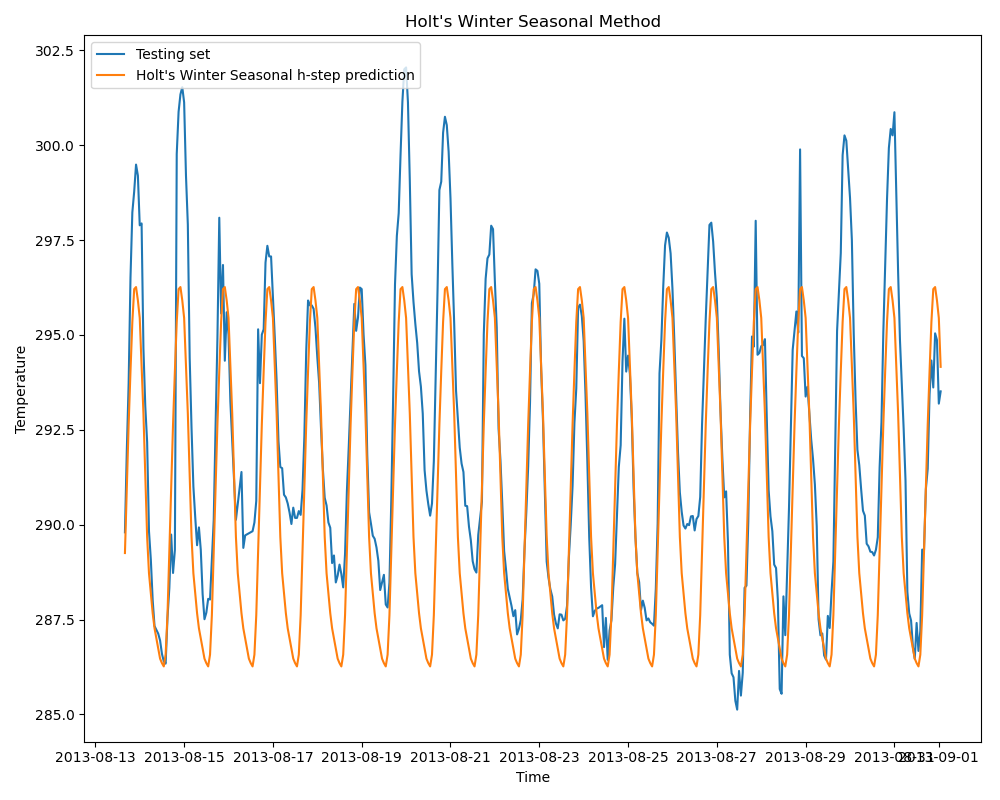 Holt's Winter Seasonal Method
Testing set
Holt's Winter Seasonal h-step prediction
Temperature
302.5
300.0
297.5
295.0
292.5
290.0
287.5
285.0
2013-08-13 2013-08-15 2013-08-17 2013-08-19 2013-08-21 2013-08-23 2013-08-25 2013-08-27 2013-08-29 2013-08-31 2013-09-01
Time